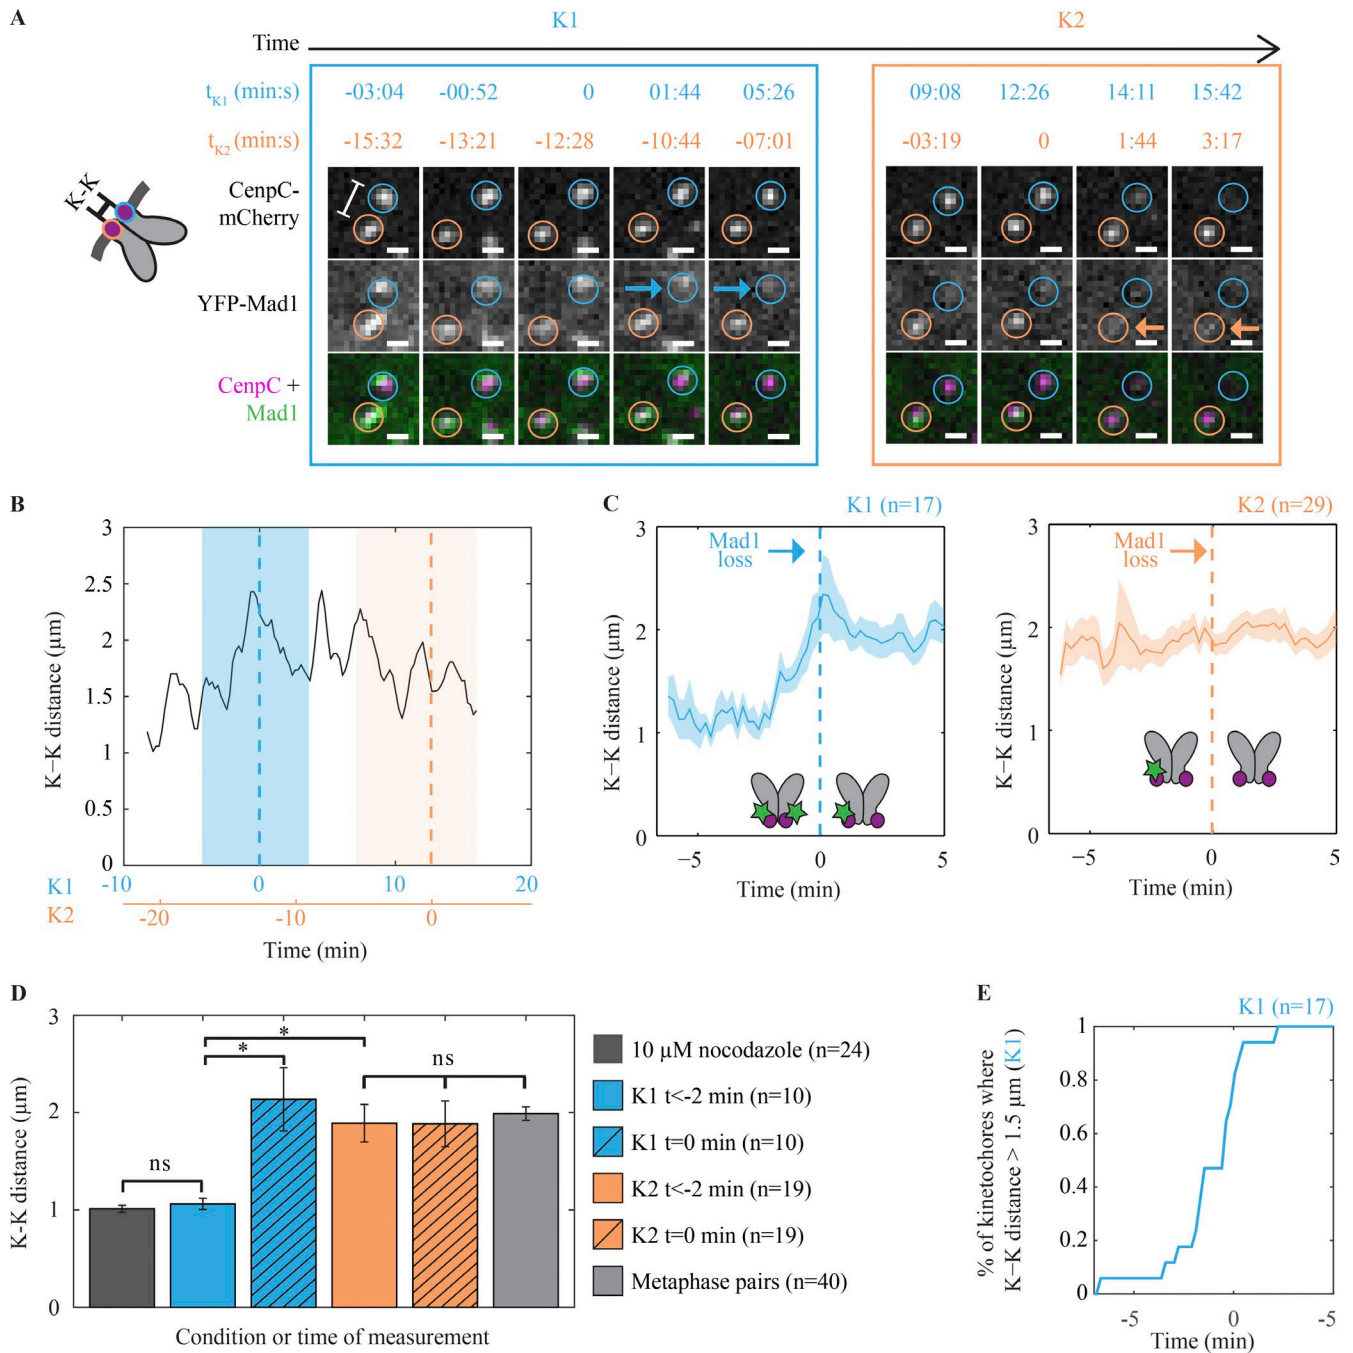 A
K1
K2
Time
t_K1 (min:s) -03:04 -00:52 0 01:44 05:26 09:08 12:26 14:11 15:42
t_K2 (min:s) -15:32 -13:21 -12:28 -10:44 -07:01 -03:19 0 1:44 3:17
K-K
CenpC-
mCherry
YFP-Mad1
CenpC +
Mad1
B
K−K distance (μm)
3
2.5
2
1.5
1
0.5
0
K1 -10 0 10 20
K2 -20 -10 0
Time (min)
C
K1 (n=17)
Mad1
loss
K−K distance (μm)
3
2
1
0
−5 0 5
Time (min)
K2 (n=29)
Mad1
loss
K−K distance (μm)
3
2
1
0
−5 0 5
Time (min)
D
K-K distance (μm)
3
2
1
0
ns
*
*
ns
Condition or time of measurement
10 μM nocodazole (n=24)
K1 t<-2 min (n=10)
K1 t=0 min (n=10)
K2 t<-2 min (n=19)
K2 t=0 min (n=19)
Metaphase pairs (n=40)
E
K1 (n=17)
% of kinetochores where
K−K distance > 1.5 μm (K1)
1
0.8
0.6
0.4
0.2
0
-5 0 -5
Time (min)